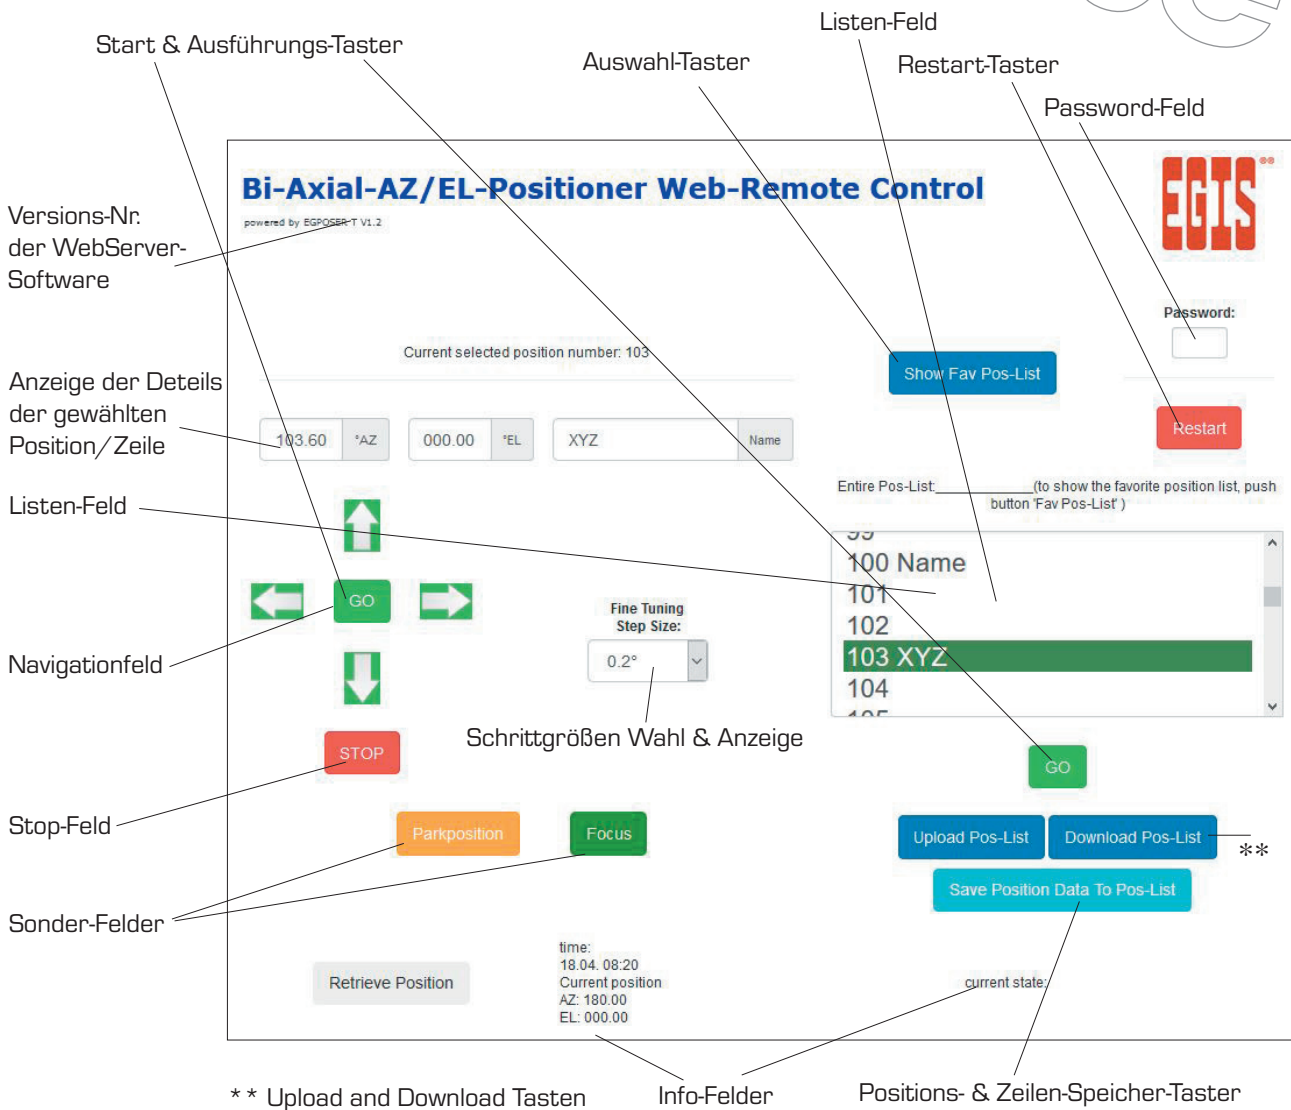 Listen-Feld
Start & Ausführungs-Taster
Auswahl-Taster
Restart-Taster
Password-Feld
Bi-Axial-AZ/EL-Positioner Web-Remote Control
powered by EGPOSER-T V1.2
EGIS
Versions-Nr.
der WebServer-
Software
Password:
Current selected position number: 103
Show Fav Pos-List
Anzeige der Deteils
der gewählten
Position/Zeile
103.60 °AZ 000.00 °EL XYZ Name
Restart
Entire Pos-List: (to show the favorite position list, push
button 'Fav Pos-List' )
Listen-Feld
99
100 Name
101
102
103 XYZ
104
105
GO
Fine Tuning
Step Size:
0.2°
Navigationfeld
Schrittgrößen Wahl & Anzeige
STOP
GO
Stop-Feld
Parkposition
Focus
Upload Pos-List
Download Pos-List
**
Save Position Data To Pos-List
Sonder-Felder
Retrieve Position
time:
18.04. 08:20
Current position
AZ: 180.00
EL: 000.00
current state:
** Upload and Download Tasten
Info-Felder
Positions- & Zeilen-Speicher-Taster